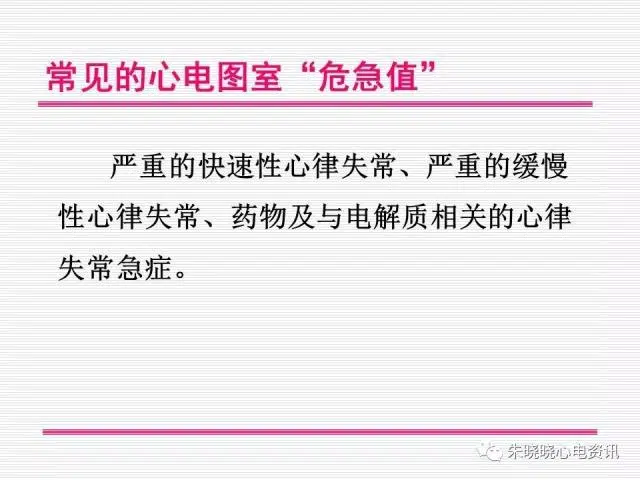 常见的心电图室“危急值”
严重的快速性心律失常、严重的缓慢
性心律失常、药物及与电解质相关的心律
失常急症。
朱晓晓心电资讯